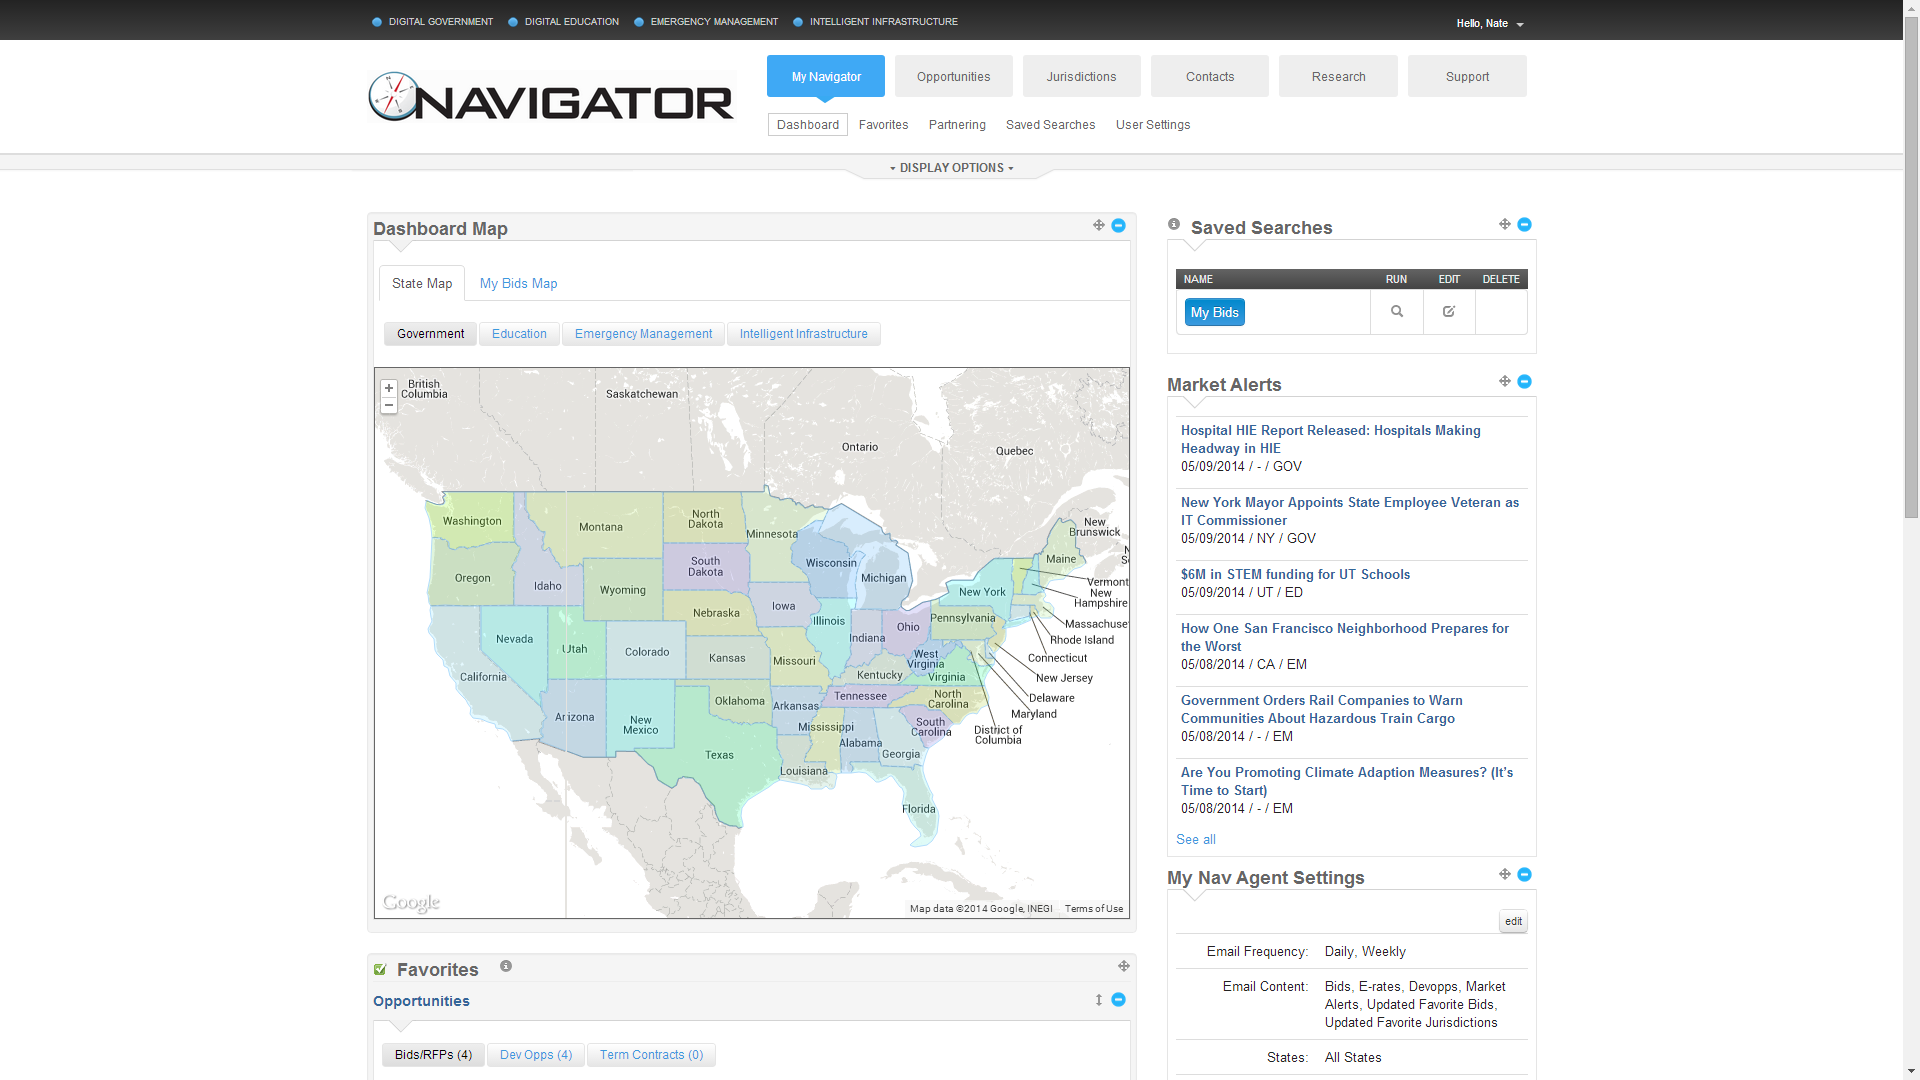 DIGITAL GOVERNMENT DIGITAL EDUCATION EMERGENCY MANAGEMENT INTELLIGENT INFRASTRUCTURE
Hello, Nate
NAVIGATOR
My Navigator Opportunities Jurisdictions Contacts Research Support
Dashboard Favorites Partnering Saved Searches User Settings
DISPLAY OPTIONS
Dashboard Map
State Map My Bids Map
Government Education Emergency Management Intelligent Infrastructure
+
−
British
Columbia
Saskatchewan
Ontario
Quebec
New
Brunswick
Washington
Montana
North
Dakota
Minnesota
Maine
Oregon
Idaho
Wyoming
South
Dakota
Wisconsin
Michigan
Vermont
New
Hampshire
New York
Massachuse
Rhode Island
Connecticut
New Jersey
Delaware
Maryland
District of
Columbia
Nebraska
Iowa
Illinois
Indiana
Ohio
Pennsylvania
Nevada
Utah
Colorado
Kansas
Missouri
Kentucky
West
Virginia
Virginia
California
Arizona
New
Mexico
Oklahoma
Arkansas
Tennessee
North
Carolina
South
Carolina
Texas
Mississippi
Alabama
Georgia
Louisiana
Florida
Google
Map data ©2014 Google, INEGI Terms of Use
Favorites
Opportunities
Bids/RFPs (4) Dev Opps (4) Term Contracts (0)
Saved Searches
NAME RUN EDIT DELETE
My Bids
Market Alerts
Hospital HIE Report Released: Hospitals Making
Headway in HIE
05/09/2014 / - / GOV
New York Mayor Appoints State Employee Veteran as
IT Commissioner
05/09/2014 / NY / GOV
$6M in STEM funding for UT Schools
05/09/2014 / UT / ED
How One San Francisco Neighborhood Prepares for
the Worst
05/08/2014 / CA / EM
Government Orders Rail Companies to Warn
Communities About Hazardous Train Cargo
05/08/2014 / - / EM
Are You Promoting Climate Adaption Measures? (It's
Time to Start)
05/08/2014 / - / EM
See all
My Nav Agent Settings
edit
Email Frequency: Daily, Weekly
Email Content: Bids, E-rates, Devopps, Market
Alerts, Updated Favorite Bids,
Updated Favorite Jurisdictions
States: All States